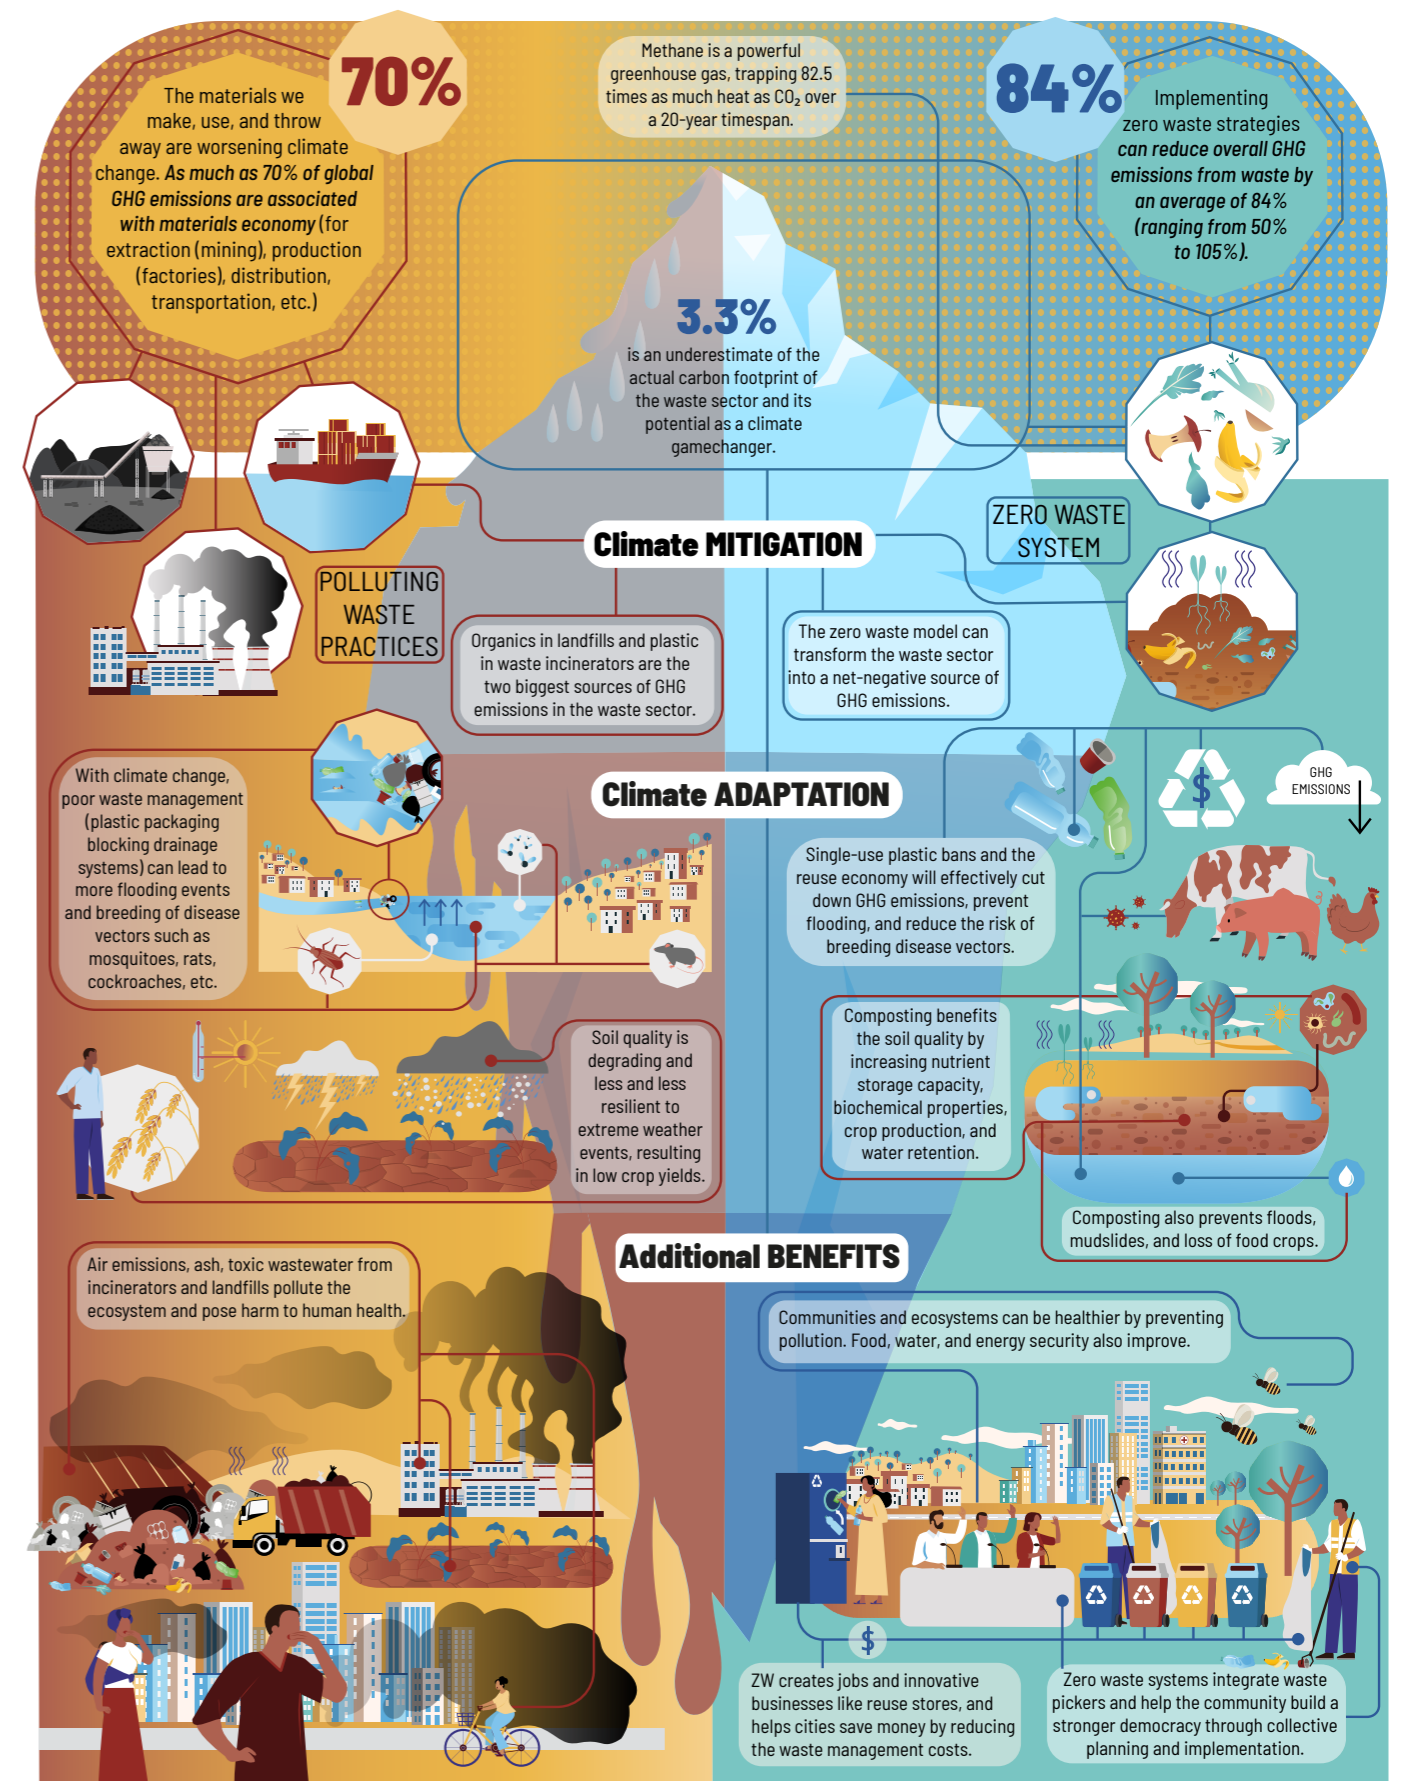 70%
The materials we
make, use, and throw
away are worsening climate
change. As much as 70% of global
GHG emissions are associated
with materials economy (for
extraction (mining), production
(factories), distribution,
transportation, etc.)
Methane is a powerful
greenhouse gas, trapping 82.5
times as much heat as CO₂ over
a 20-year timespan.
84%
Implementing
zero waste strategies
can reduce overall GHG
emissions from waste by
an average of 84%
(ranging from 50%
to 105%).
3.3%
is an underestimate of the
actual carbon footprint of
the waste sector and its
potential as a climate
gamechanger.
Climate MITIGATION
ZERO WASTE
SYSTEM
POLLUTING
WASTE
PRACTICES
Organics in landfills and plastic
in waste incinerators are the
two biggest sources of GHG
emissions in the waste sector.
The zero waste model can
transform the waste sector
into a net-negative source of
GHG emissions.
Climate ADAPTATION
With climate change,
poor waste management
(plastic packaging
blocking drainage
systems) can lead to
more flooding events
and breeding of disease
vectors such as
mosquitoes, rats,
cockroaches, etc.
$
GHG
EMISSIONS
Single-use plastic bans and the
reuse economy will effectively cut
down GHG emissions, prevent
flooding, and reduce the risk of
breeding disease vectors.
Soil quality is
degrading and
less and less
resilient to
extreme weather
events, resulting
in low crop yields.
Composting benefits
the soil quality by
increasing nutrient
storage capacity,
biochemical properties,
crop production, and
water retention.
Composting also prevents floods,
mudslides, and loss of food crops.
Additional BENEFITS
Air emissions, ash, toxic wastewater from
incinerators and landfills pollute the
ecosystem and pose harm to human health.
Communities and ecosystems can be healthier by preventing
pollution. Food, water, and energy security also improve.
$
ZW creates jobs and innovative
businesses like reuse stores, and
helps cities save money by reducing
the waste management costs.
Zero waste systems integrate waste
pickers and help the community build a
stronger democracy through collective
planning and implementation.